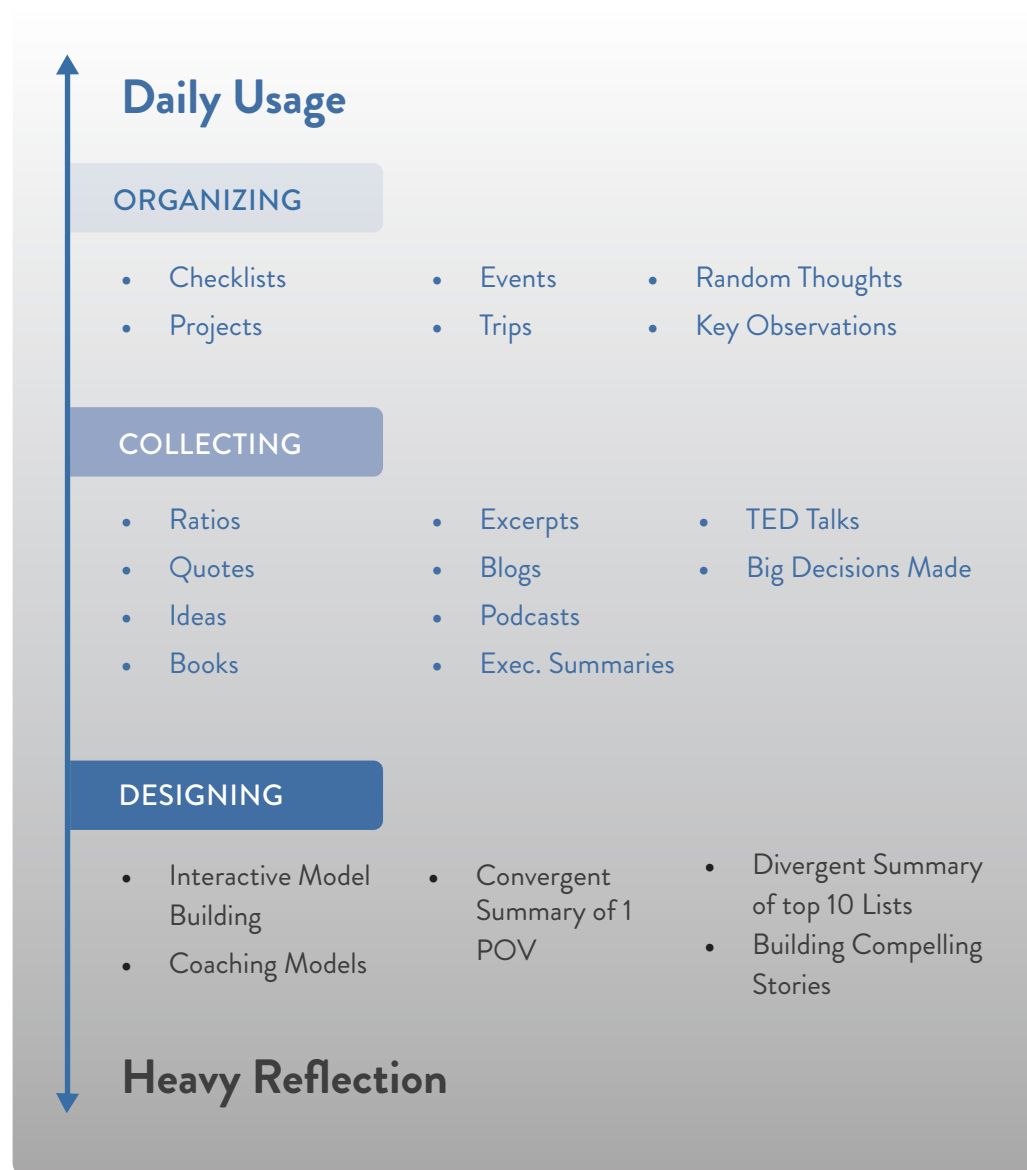 Daily Usage
ORGANIZING
• Checklists
• Projects
• Events
• Trips
• Random Thoughts
• Key Observations
COLLECTING
• Ratios
• Quotes
• Ideas
• Books
• Excerpts
• Blogs
• Podcasts
• Exec. Summaries
• TED Talks
• Big Decisions Made
DESIGNING
• Interactive Model
Building
• Coaching Models
• Convergent
Summary of 1
POV
• Divergent Summary
of top 10 Lists
• Building Compelling
Stories
Heavy Reflection